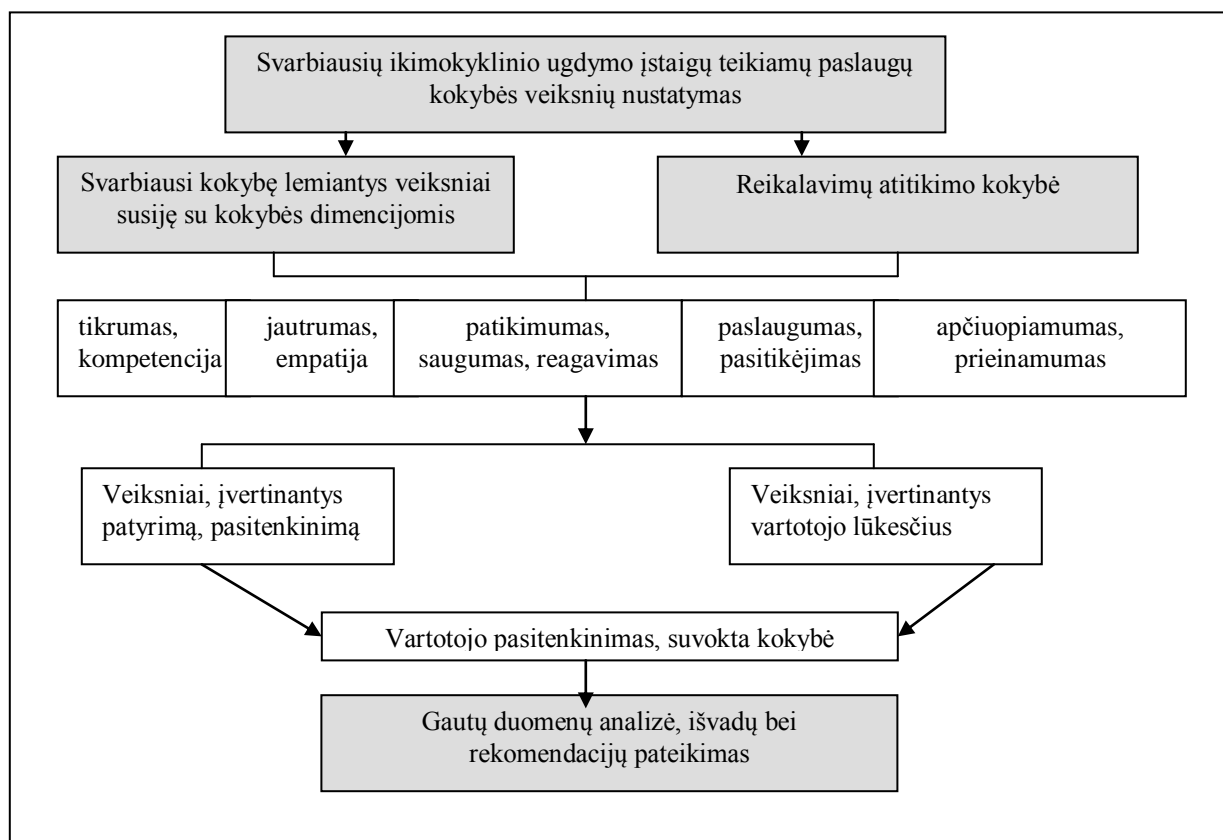 Svarbiausių ikimokyklinio ugdymo įstaigų teikiamų paslaugų
kokybės veiksnių nustatymas
Svarbiausi kokybę lemiantys veiksniai
susiję su kokybės dimencijomis
Reikalavimų atitikimo kokybė
tikrumas,
kompetencija
jautrumas,
empatija
patikimumas,
saugumas, reagavimas
paslaugumas,
pasitikėjimas
apčiuopiamumas,
prieinamumas
Veiksniai, įvertinantys
patyrimą, pasitenkinimą
Veiksniai, įvertinantys
vartotojo lūkesčius
Vartotojo pasitenkinimas, suvokta kokybė
Gautų duomenų analizė, išvadų bei
rekomendacijų pateikimas